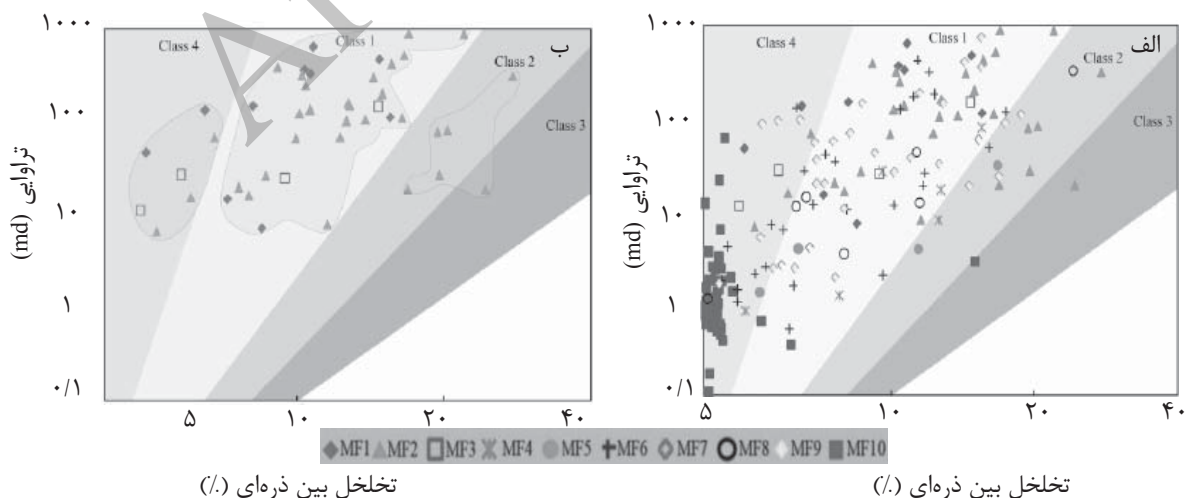 الف
Class 4
Class 1
Class 2
Class 3
۱۰۰۰
۱۰۰
۱۰
۱
۰/۱
تراوایی (md)
۵ ۱۰ ۲۰ ۴۰
تخلخل بین ذره‌ای (٪)
ب
Class 4
Class 1
Class 2
Class 3
۱۰۰۰
۱۰۰
۱۰
۱
۰/۱
تراوایی (md)
۵ ۱۰ ۲۰ ۴۰
تخلخل بین ذره‌ای (٪)
MF1 MF2 MF3 MF4 MF5 MF6 MF7 MF8 MF9 MF10